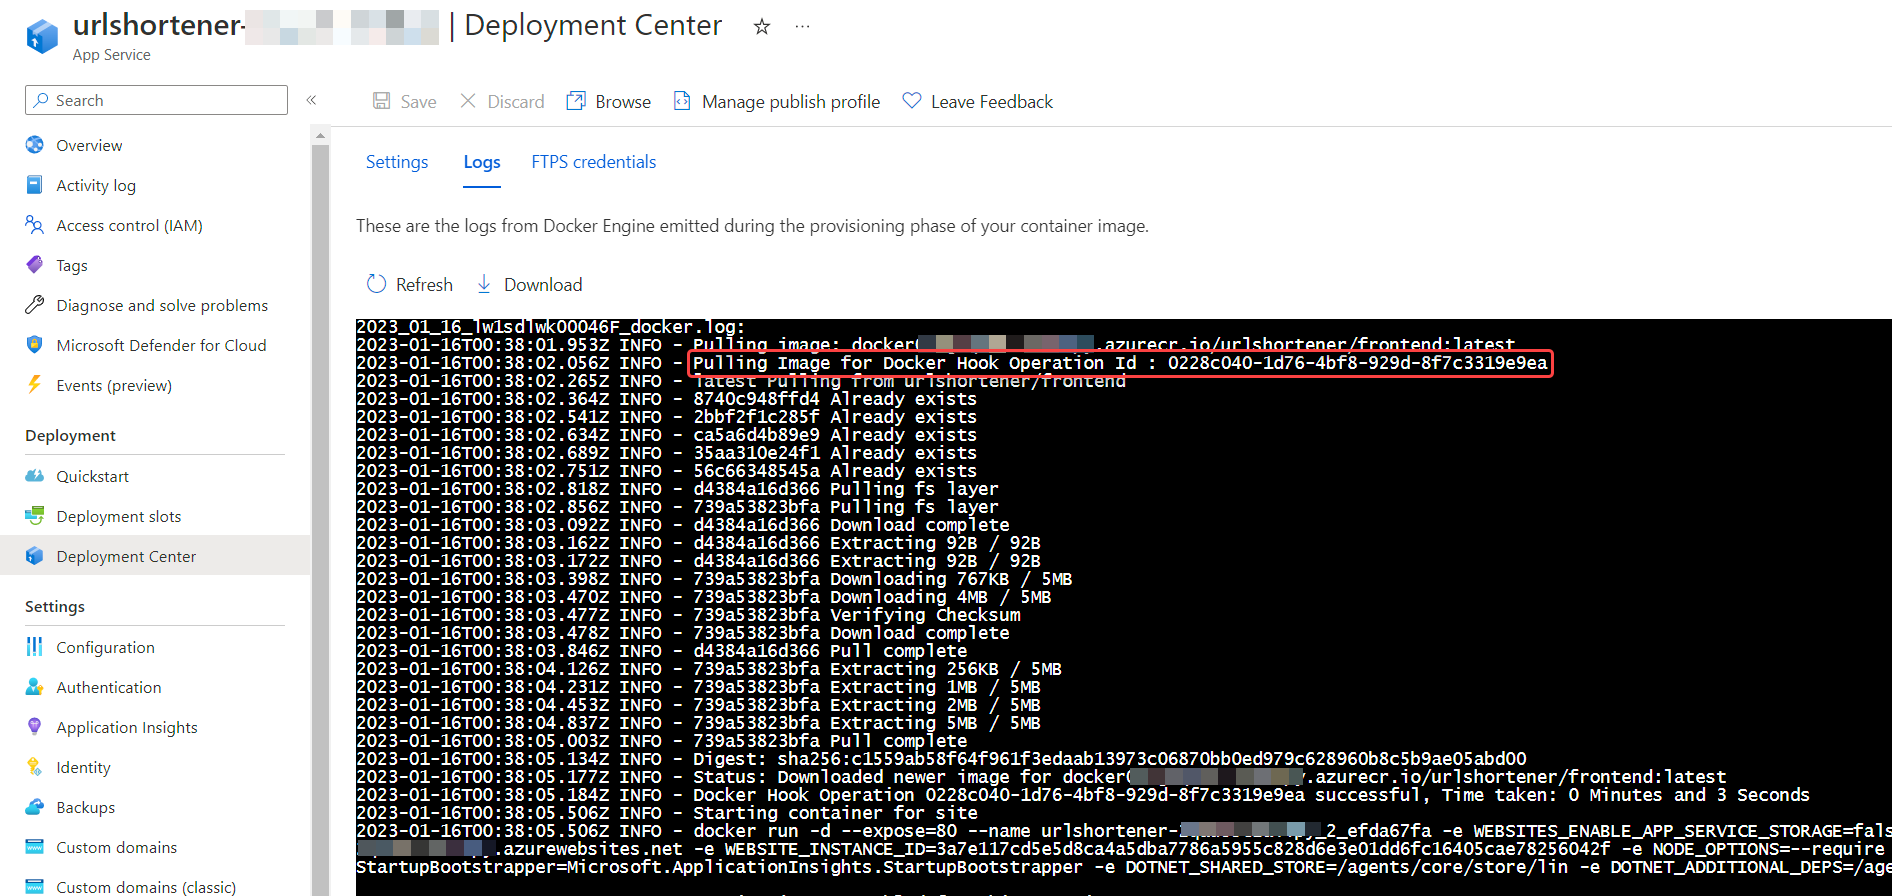 urlshortener- | Deployment Center
App Service
Search
Save
Discard
Browse
Manage publish profile
Leave Feedback
Overview
Activity log
Access control (IAM)
Tags
Diagnose and solve problems
Microsoft Defender for Cloud
Events (preview)
Deployment
Quickstart
Deployment slots
Deployment Center
Settings
Configuration
Authentication
Application Insights
Identity
Backups
Custom domains
Custom domains (classic)
Settings
Logs
FTPS credentials
These are the logs from Docker Engine emitted during the provisioning phase of your container image.
Refresh
Download
2023_01_16_lw1sdlwk00046F_docker.log:
2023-01-16T00:38:01.953Z INFO - Pulling image: docker .azurecr.io/urlshortener/frontend:latest
2023-01-16T00:38:02.056Z INFO - Pulling Image for Docker Hook Operation Id : 0228c040-1d76-4bf8-929d-8f7c3319e9ea
2023-01-16T00:38:02.265Z INFO - latest Pulling from urlshortener/frontend
2023-01-16T00:38:02.364Z INFO - 8740c948ffd4 Already exists
2023-01-16T00:38:02.541Z INFO - 2bbf2f1c285f Already exists
2023-01-16T00:38:02.634Z INFO - ca5a6d4b89e9 Already exists
2023-01-16T00:38:02.689Z INFO - 35aa310e24f1 Already exists
2023-01-16T00:38:02.751Z INFO - 56c66348545a Already exists
2023-01-16T00:38:02.818Z INFO - d4384a16d366 Pulling fs layer
2023-01-16T00:38:02.856Z INFO - 739a53823bfa Pulling fs layer
2023-01-16T00:38:03.092Z INFO - d4384a16d366 Download complete
2023-01-16T00:38:03.162Z INFO - d4384a16d366 Extracting 92B / 92B
2023-01-16T00:38:03.172Z INFO - d4384a16d366 Extracting 92B / 92B
2023-01-16T00:38:03.398Z INFO - 739a53823bfa Downloading 767KB / 5MB
2023-01-16T00:38:03.470Z INFO - 739a53823bfa Downloading 4MB / 5MB
2023-01-16T00:38:03.477Z INFO - 739a53823bfa Verifying Checksum
2023-01-16T00:38:03.478Z INFO - 739a53823bfa Download complete
2023-01-16T00:38:03.846Z INFO - d4384a16d366 Pull complete
2023-01-16T00:38:04.126Z INFO - 739a53823bfa Extracting 256KB / 5MB
2023-01-16T00:38:04.231Z INFO - 739a53823bfa Extracting 1MB / 5MB
2023-01-16T00:38:04.453Z INFO - 739a53823bfa Extracting 2MB / 5MB
2023-01-16T00:38:04.837Z INFO - 739a53823bfa Extracting 5MB / 5MB
2023-01-16T00:38:05.003Z INFO - 739a53823bfa Pull complete
2023-01-16T00:38:05.134Z INFO - Digest: sha256:c1559ab58f64f961f3edaab13973c06870bb0ed979c628960b8c5b9ae05abd00
2023-01-16T00:38:05.177Z INFO - Status: Downloaded newer image for docker .azurecr.io/urlshortener/frontend:latest
2023-01-16T00:38:05.184Z INFO - Docker Hook Operation 0228c040-1d76-4bf8-929d-8f7c3319e9ea successful, Time taken: 0 Minutes and 3 Seconds
2023-01-16T00:38:05.506Z INFO - Starting container for site
2023-01-16T00:38:05.506Z INFO - docker run -d --expose=80 --name urlshortener- _2_efda67fa -e WEBSITES_ENABLE_APP_SERVICE_STORAGE=fals
.azurewebsites.net -e WEBSITE_INSTANCE_ID=3a7e117cd5e5d8ca4a5dba7786a5955c828d6e3e01dd6fc16405cae78256042f -e NODE_OPTIONS=--require
StartupBootstrapper=Microsoft.ApplicationInsights.StartupBootstrapper -e DOTNET_SHARED_STORE=/agents/core/store/lin -e DOTNET_ADDITIONAL_DEPS=/age